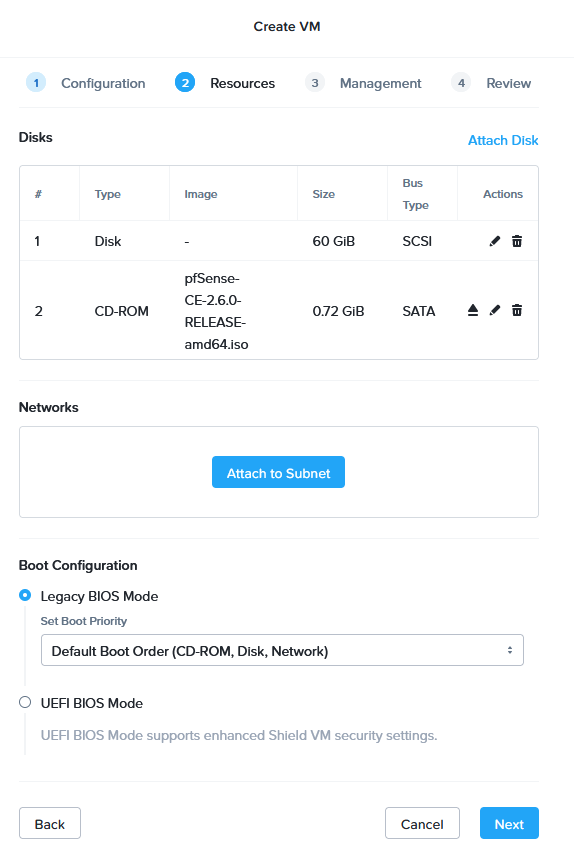 Create VM
1 Configuration 2 Resources 3 Management 4 Review
Disks Attach Disk
# Type Image Size Bus Type Actions
1 Disk - 60 GiB SCSI
2 CD-ROM pfSense-
CE-2.6.0-
RELEASE-
amd64.iso 0.72 GiB SATA
Networks
Attach to Subnet
Boot Configuration
Legacy BIOS Mode
Set Boot Priority
Default Boot Order (CD-ROM, Disk, Network)
UEFI BIOS Mode
UEFI BIOS Mode supports enhanced Shield VM security settings.
Back Cancel Next